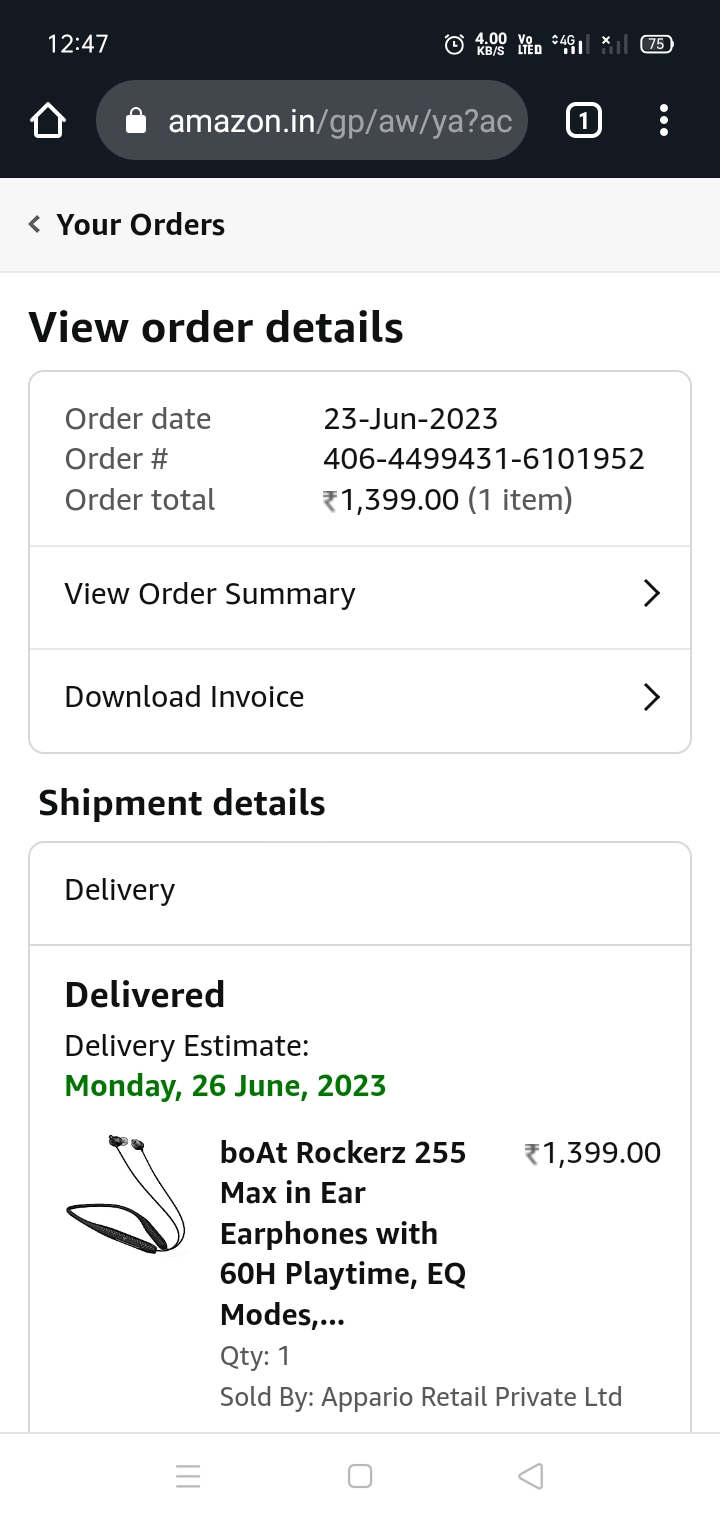 12:47
4.00 KB/S
Vo LTED
4G
75
amazon.in/gp/aw/ya?ac
1
Your Orders
View order details
Order date 23-Jun-2023
Order # 406-4499431-6101952
Order total ₹1,399.00 (1 item)
View Order Summary
Download Invoice
Shipment details
Delivery
Delivered
Delivery Estimate:
Monday, 26 June, 2023
boAt Rockerz 255 ₹1,399.00
Max in Ear
Earphones with
60H Playtime, EQ
Modes,...
Qty: 1
Sold By: Appario Retail Private Ltd